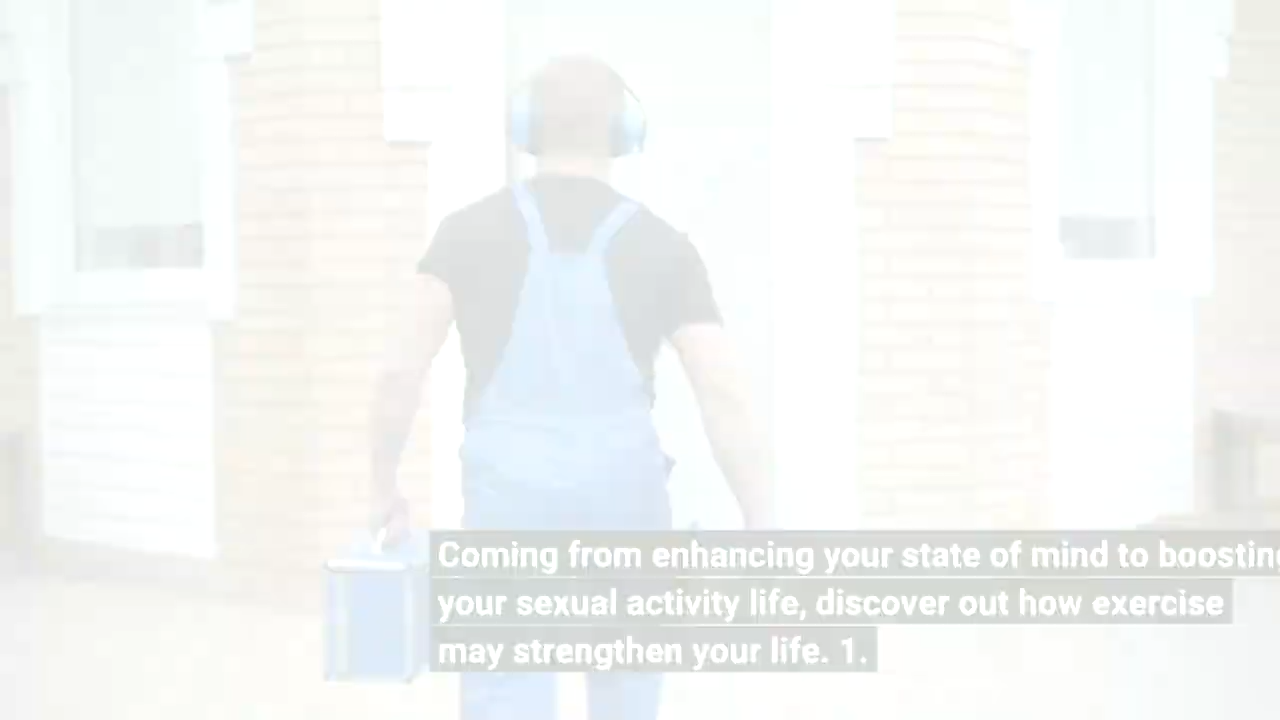 Coming from enhancing your state of mind to boosting
your sexual activity life, discover out how exercise
may strengthen your life. 1.